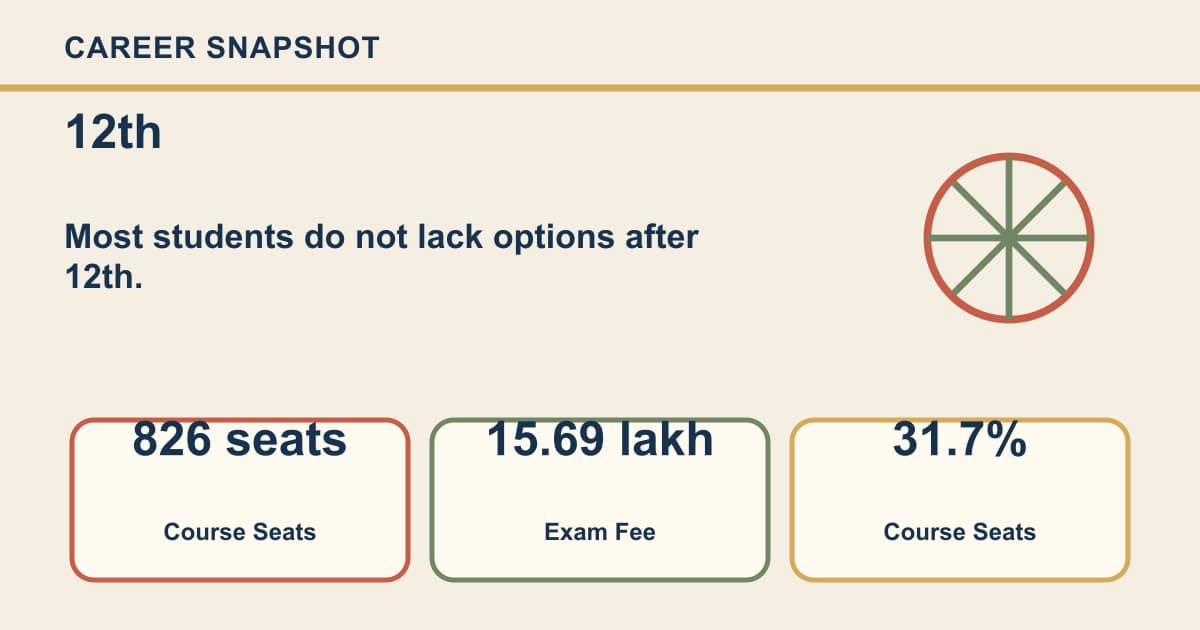 CAREER SNAPSHOT
12th
Most students do not lack options after
12th.
826 seats
Course Seats
15.69 lakh
Exam Fee
31.7%
Course Seats